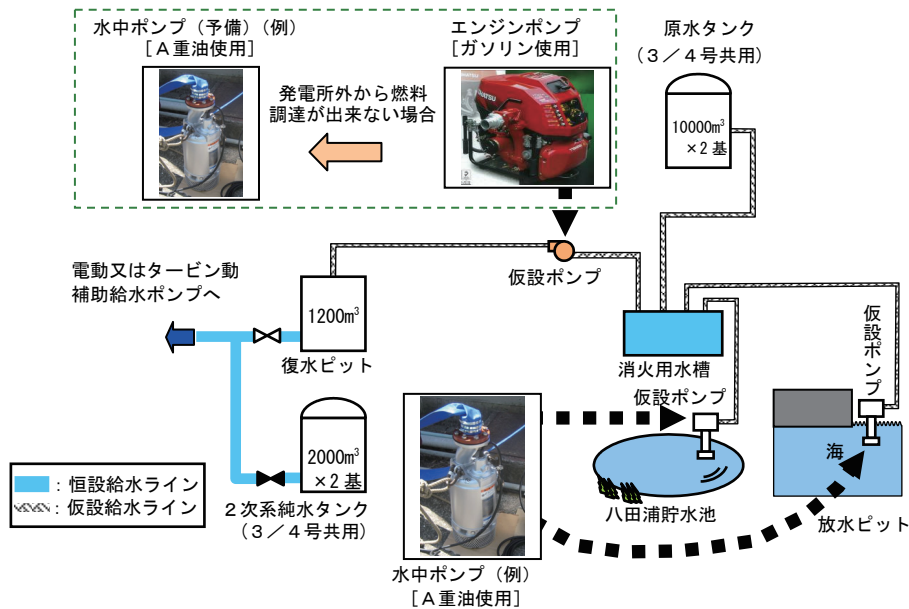 水中ポンプ（予備）（例）
［Ａ重油使用］
エンジンポンプ
［ガソリン使用］
原水タンク
（３／４号共用）
発電所外から燃料
調達が出来ない場合
10000m³
×２基
仮設ポンプ
電動又はタービン動
補助給水ポンプへ
1200m³
復水ピット
消火用水槽
仮設ポンプ
仮設ポンプ
海
2000m³
×２基
２次系純水タンク
（３／４号共用）
：恒設給水ライン
：仮設給水ライン
八田浦貯水池
放水ピット
水中ポンプ（例）
［Ａ重油使用］